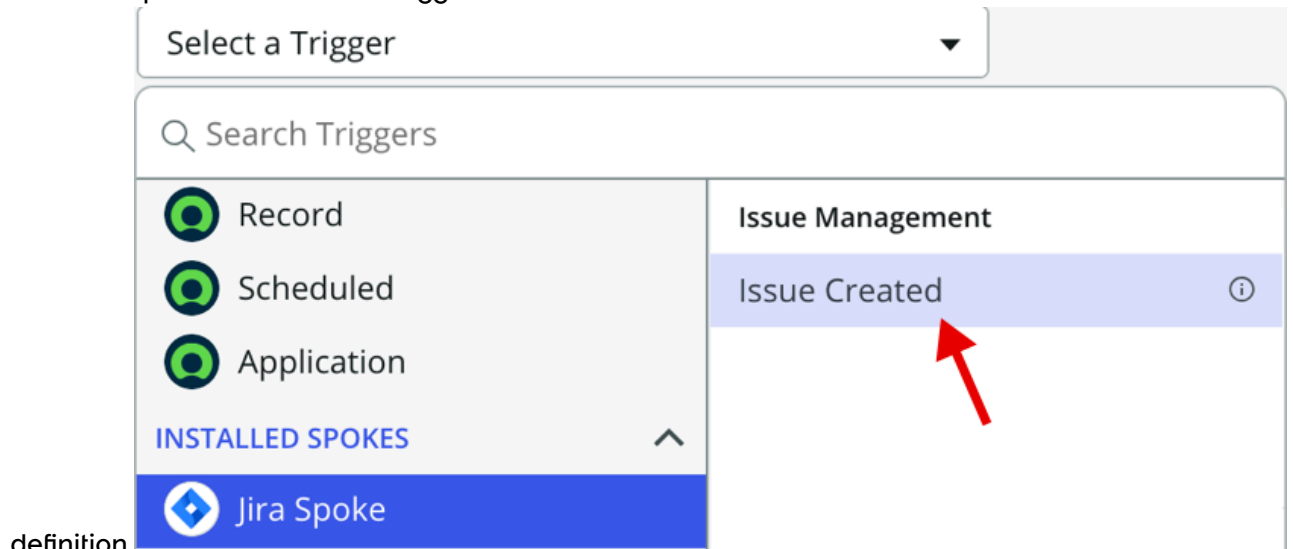 Select a Trigger
Search Triggers
Record
Scheduled
Application
INSTALLED SPOKES
Jira Spoke
Issue Management
Issue Created
definition